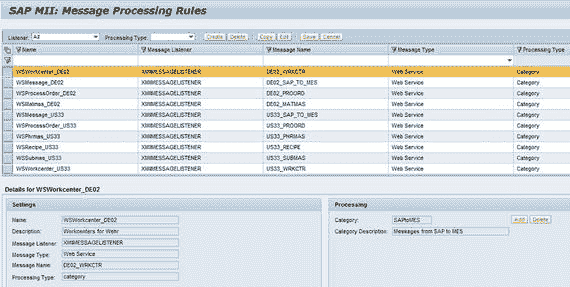 SAP MII: Message Processing Rules
Listener: All Processing Type: Create Delete Copy Edit Save Cancel
Name Message Listener Message Name Message Type Processing Type
WSWorkcenter_DE02 XMIIMESSAGELISTENER DE02_WRKCTR Web Service Category
WSMessage_DE02 XMIIMESSAGELISTENER DE02_SAP_TO_MES Web Service Category
WSProcessOrder_DE02 XMIIMESSAGELISTENER DE02_PROORD Web Service Category
WSMatmas_DE02 XMIIMESSAGELISTENER DE02_MATMAS Web Service Category
WSMessage_US33 XMIIMESSAGELISTENER US33_SAP_TO_MES Web Service Category
WSProcessOrder_US33 XMIIMESSAGELISTENER US33_PROORD Web Service Category
WSPhrmas_US33 XMIIMESSAGELISTENER US33_PHRMAS Web Service Category
WSRecipe_US33 XMIIMESSAGELISTENER US33_RECIPE Web Service Category
WSSubmas_US33 XMIIMESSAGELISTENER US33_SUBMAS Web Service Category
WSWorkcenter_US33 XMIIMESSAGELISTENER US33_WRKCTR Web Service Category
Details for WSWorkcenter_DE02
Settings
Name: WSWorkcenter_DE02
Description: Workcenters for Wehr
Message Listener: XMIIMESSAGELISTENER
Message Type: Web Service
Message Name: DE02_WRKCTR
Processing Type: category
Processing
Category: SAPtoMES Add Delete
Category Description: Messages from SAP to MES